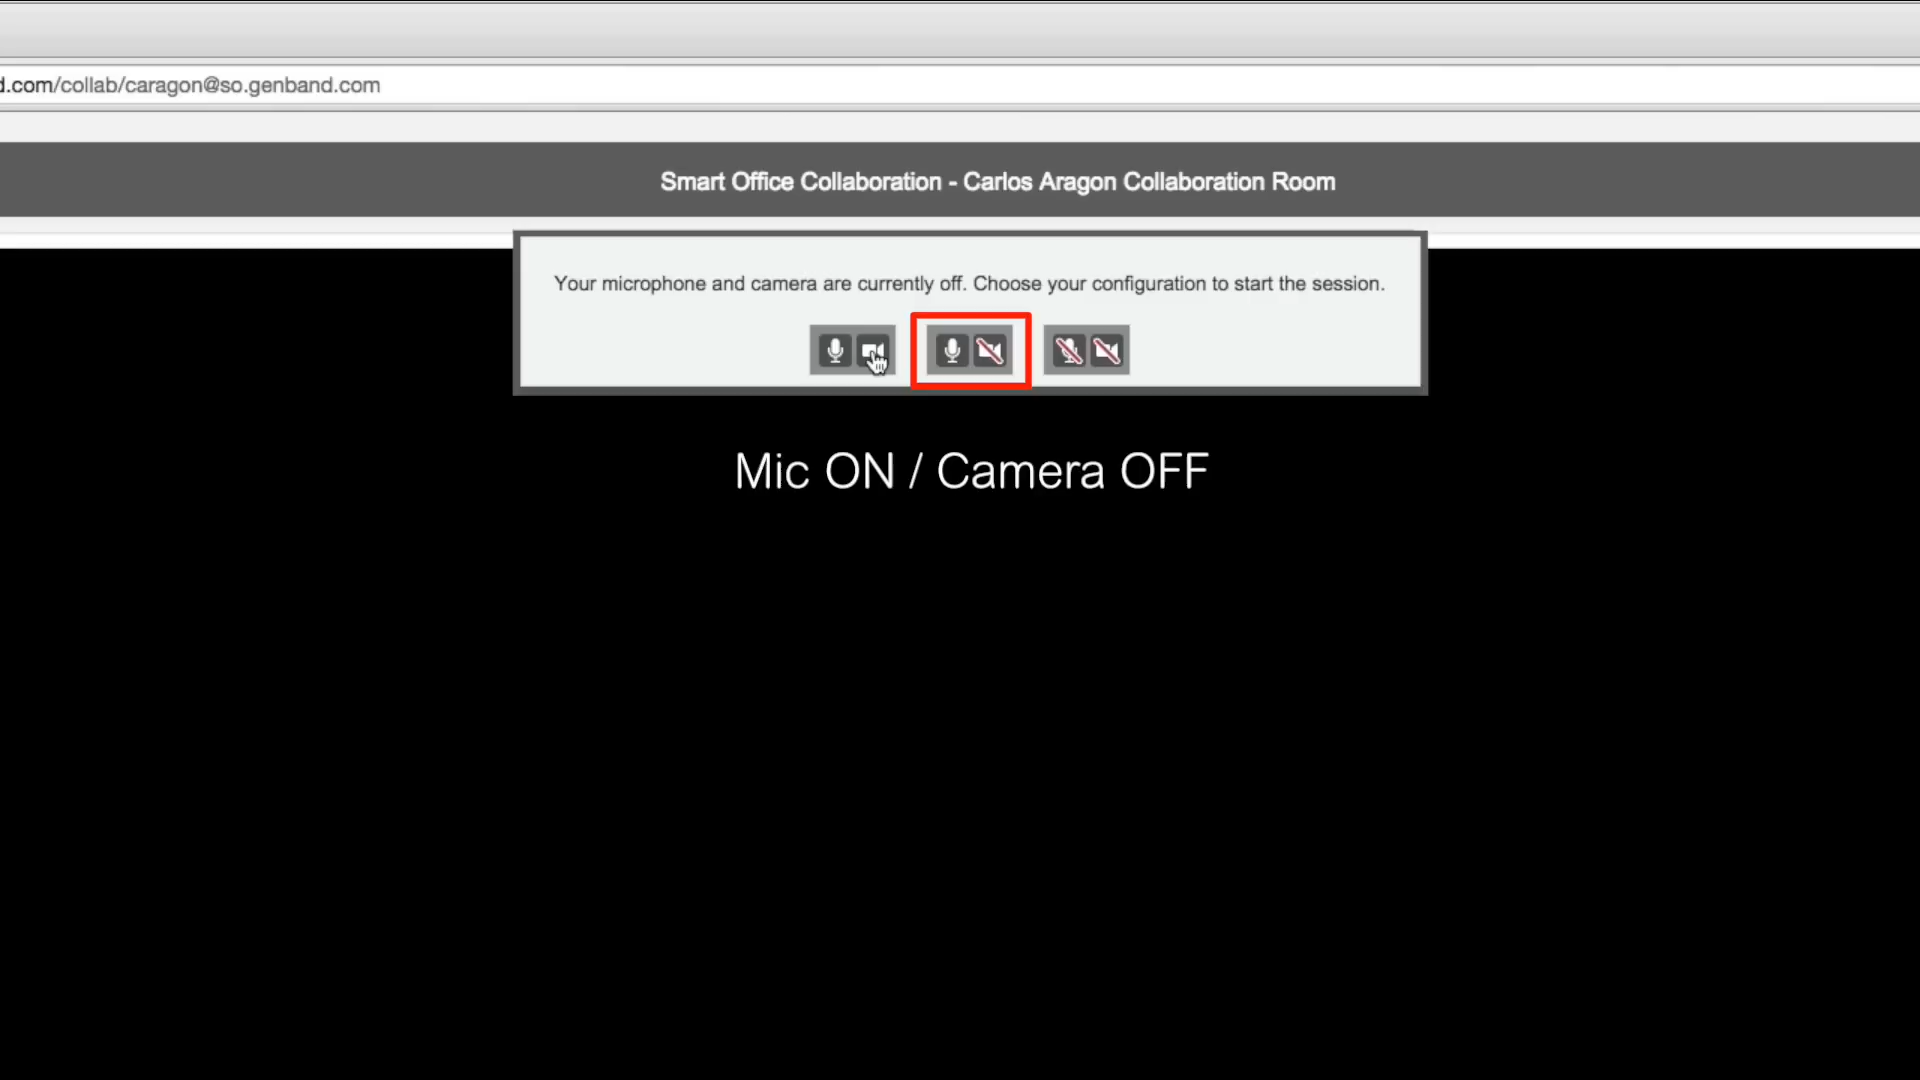 d.com/collab/caragon@so.genband.com
Smart Office Collaboration - Carlos Aragon Collaboration Room
Your microphone and camera are currently off. Choose your configuration to start the session.
Mic ON / Camera OFF